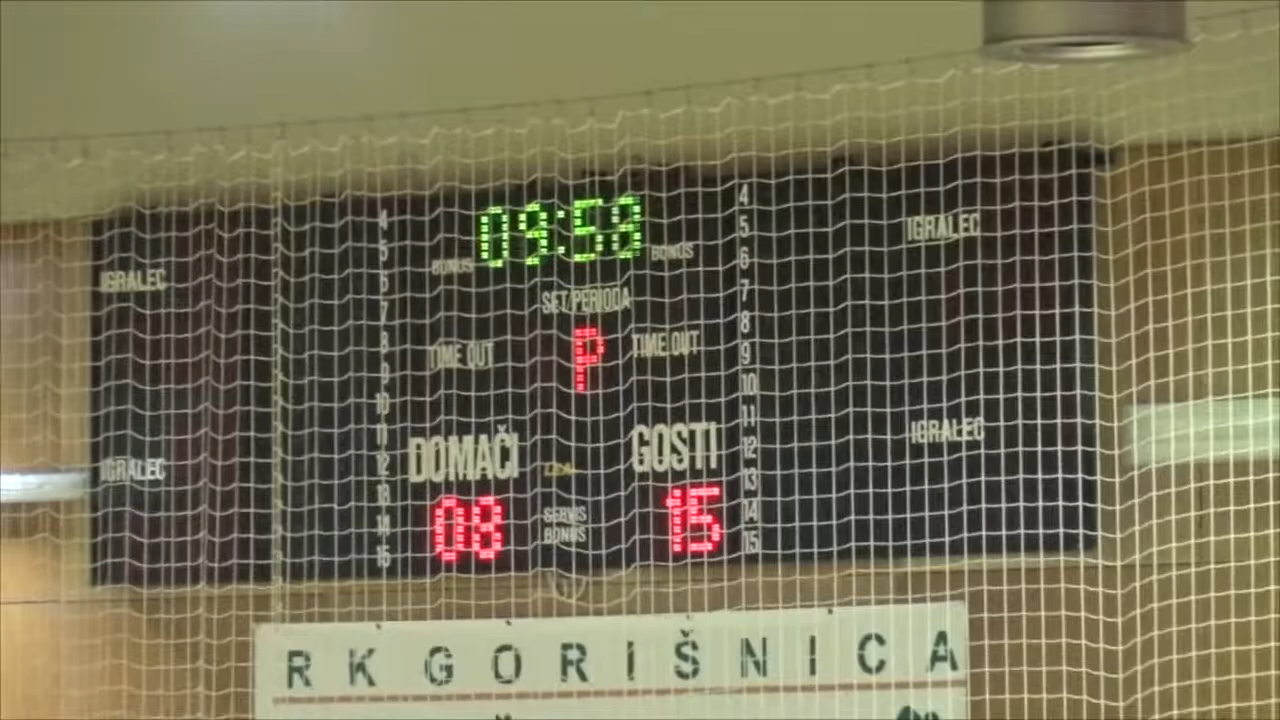 09:58
BONUS BONUS
SET/PERIODA
P
TIME OUT TIME OUT
DOMAČI GOSTI
08 15
SERVIS
BONUS
4
5
6
7
8
9
10
11
12
13
14
15
4
5
6
7
8
9
10
11
12
13
14
15
IGRALEC
IGRALEC
IGRALEC
IGRALEC
RK GORIŠNICA